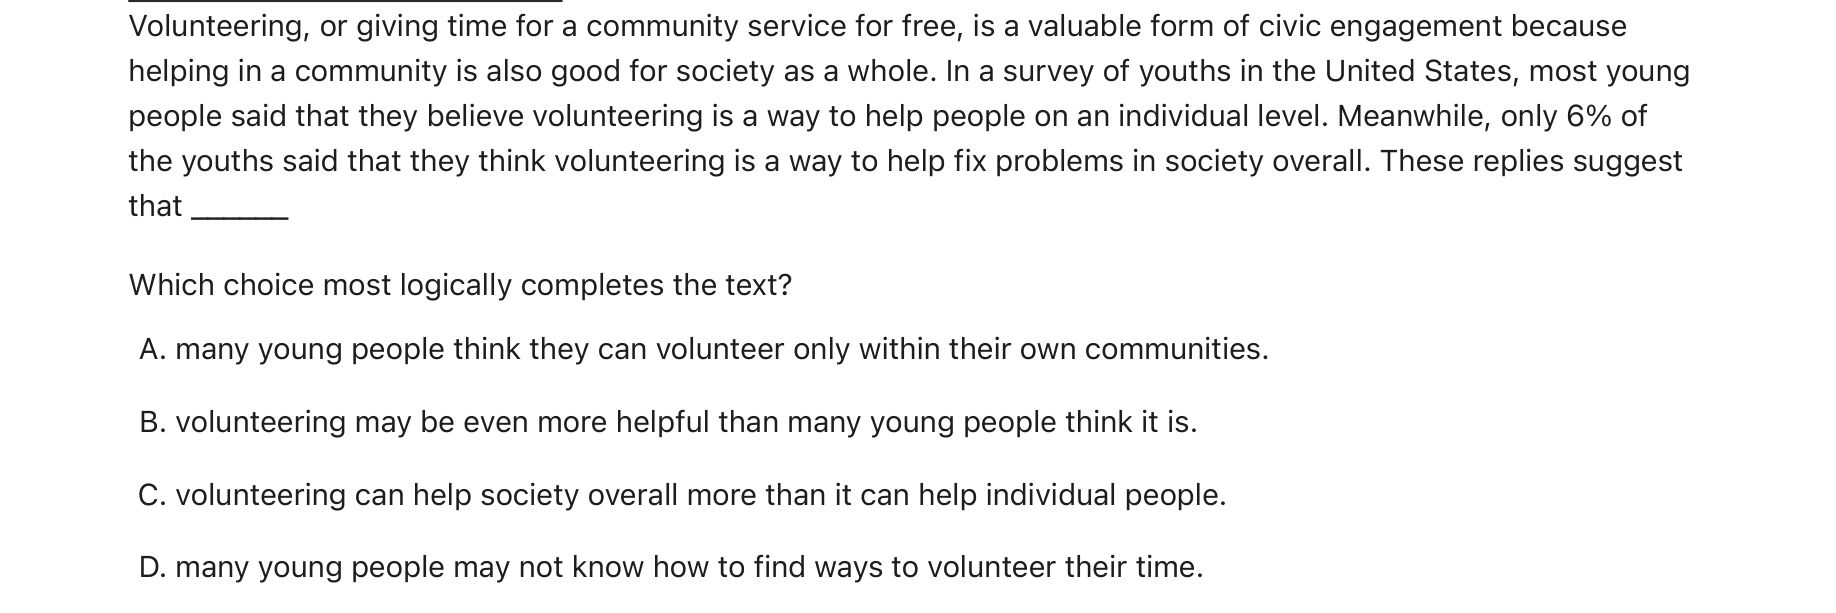 Volunteering, or giving time for a community service for free, is a valuable form of civic engagement because
helping in a community is also good for society as a whole. In a survey of youths in the United States, most young
people said that they believe volunteering is a way to help people on an individual level. Meanwhile, only 6% of
the youths said that they think volunteering is a way to help fix problems in society overall. These replies suggest
that ______
Which choice most logically completes the text?
A. many young people think they can volunteer only within their own communities.
B. volunteering may be even more helpful than many young people think it is.
C. volunteering can help society overall more than it can help individual people.
D. many young people may not know how to find ways to volunteer their time.